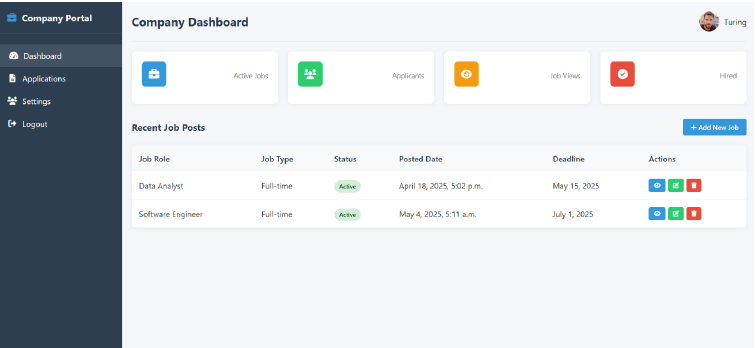 Company Portal
Dashboard
Applications
Settings
Logout
Company Dashboard
Turing
Active Jobs
Applicants
Job Views
Hired
Recent Job Posts
+ Add New Job
Job Role Job Type Status Posted Date Deadline Actions
Data Analyst Full-time Active April 18, 2025, 5:02 p.m. May 15, 2025
Software Engineer Full-time Active May 4, 2025, 5:11 a.m. July 1, 2025